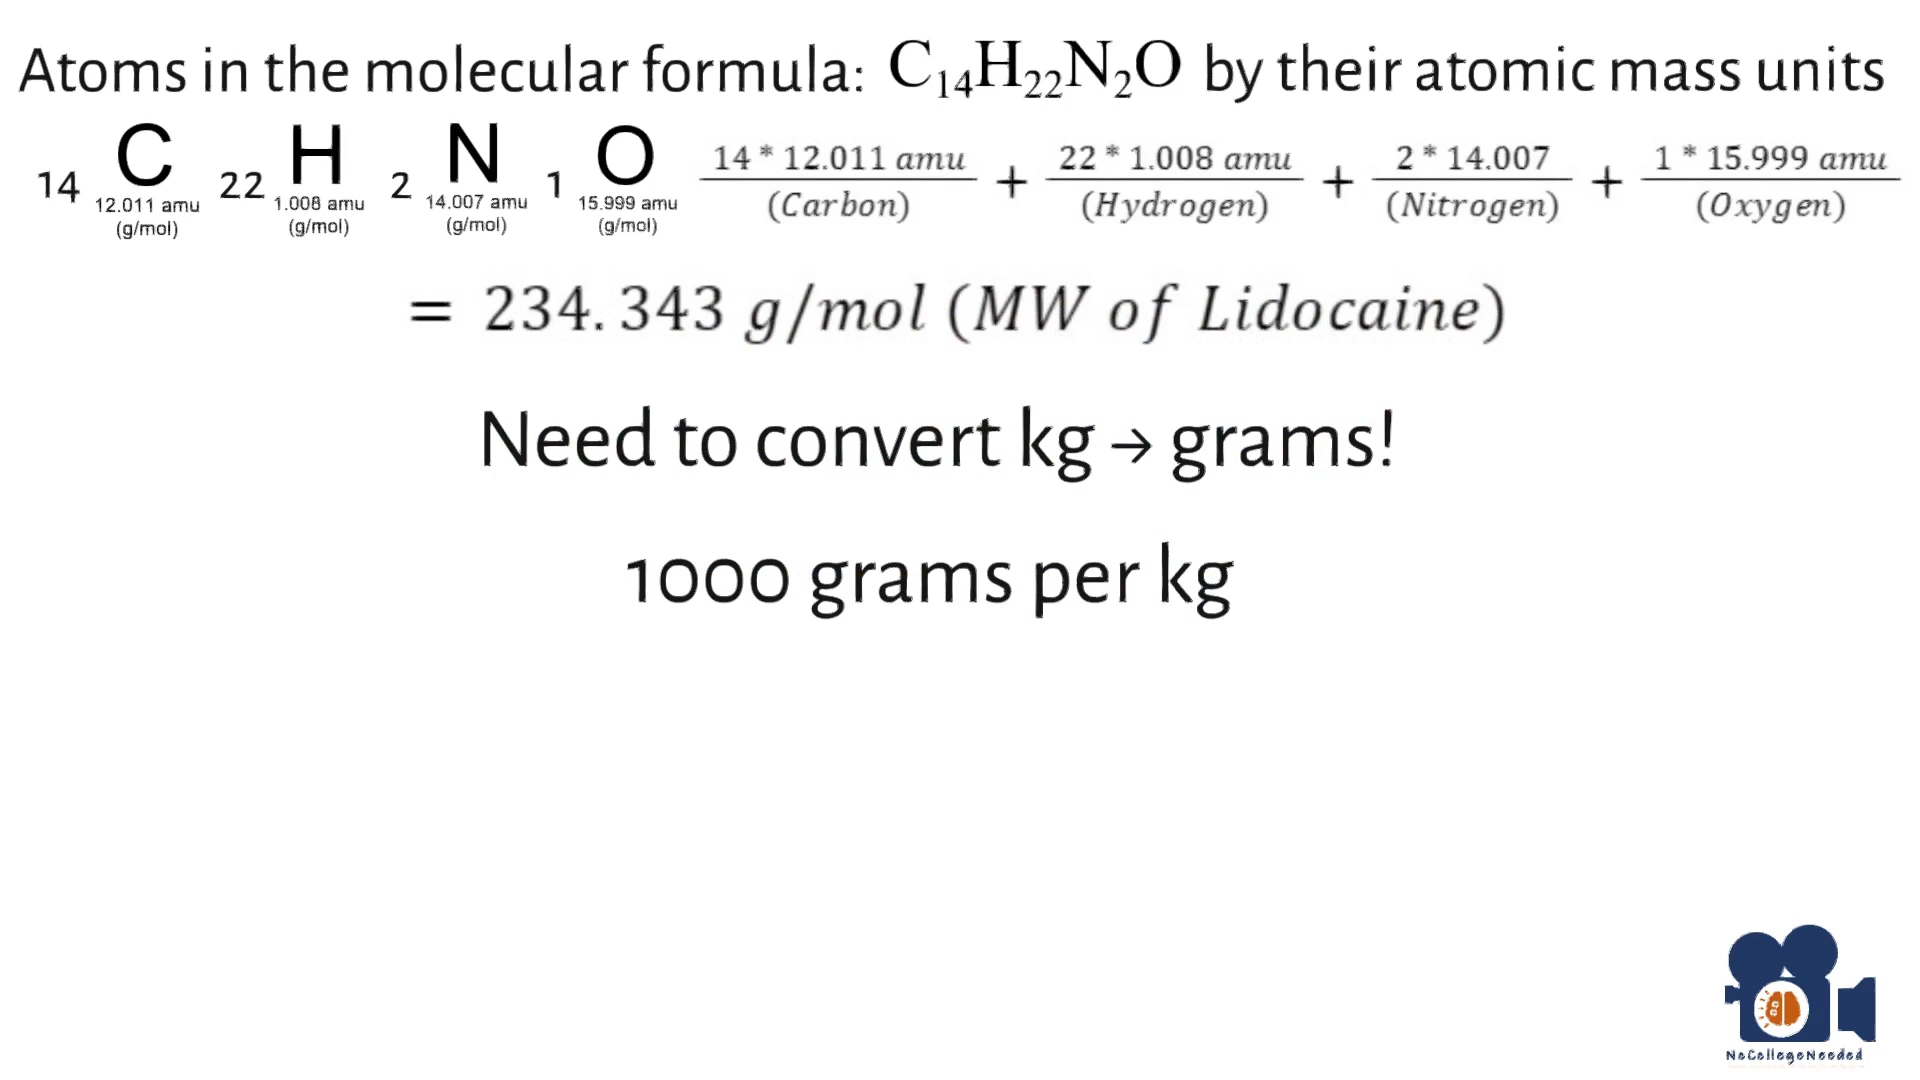 Atoms in the molecular formula: C₁₄H₂₂N₂O by their atomic mass units
14 C 22 H 2 N 1 O
12.011 amu 1.008 amu 14.007 amu 15.999 amu
(g/mol) (g/mol) (g/mol) (g/mol)
14 * 12.011 amu + 22 * 1.008 amu + 2 * 14.007 + 1 * 15.999 amu
(Carbon) (Hydrogen) (Nitrogen) (Oxygen)
= 234.343 g/mol (MW of Lidocaine)
Need to convert kg → grams!
1000 grams per kg
NoCollegeNeeded